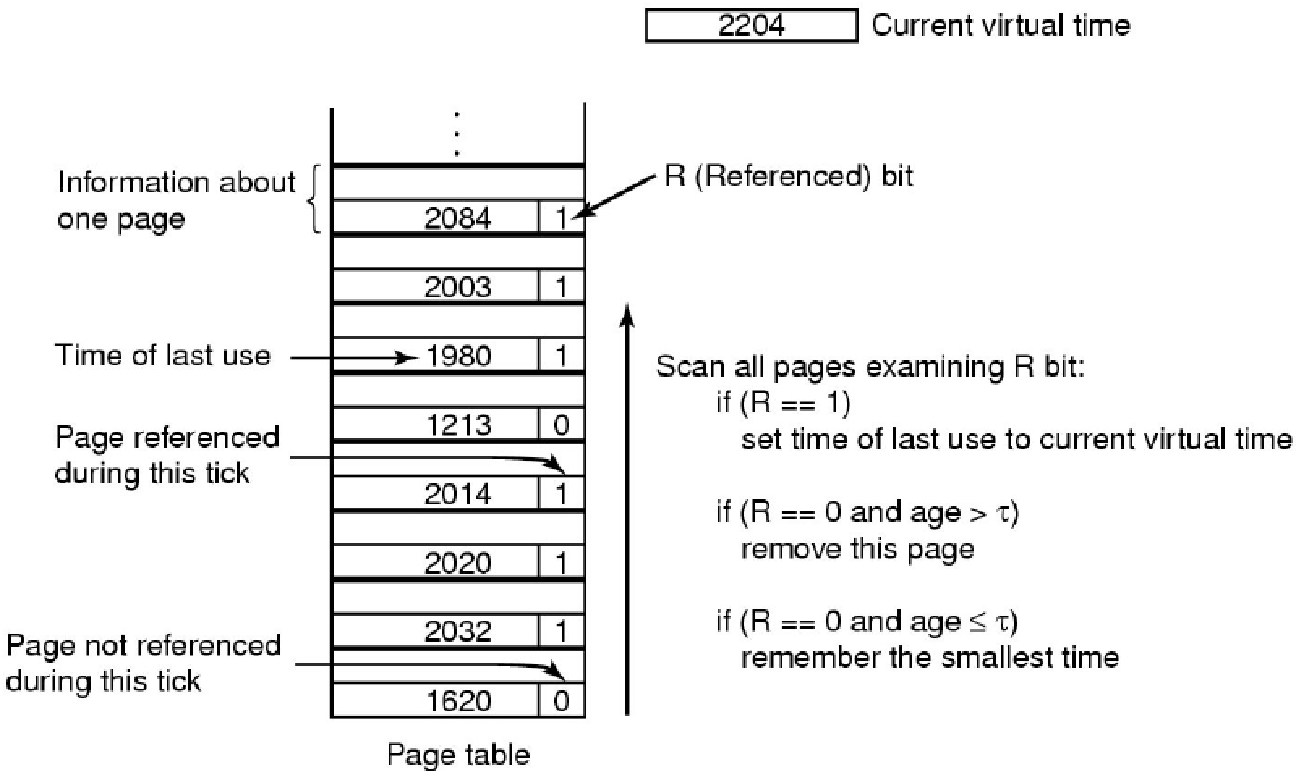 2204 Current virtual time
Information about
one page
R (Referenced) bit
2084 1
2003 1
Time of last use
1980 1
1213 0
Page referenced
during this tick
2014 1
2020 1
2032 1
Page not referenced
during this tick
1620 0
Page table
Scan all pages examining R bit:
if (R == 1)
set time of last use to current virtual time
if (R == 0 and age > τ)
remove this page
if (R == 0 and age ≤ τ)
remember the smallest time